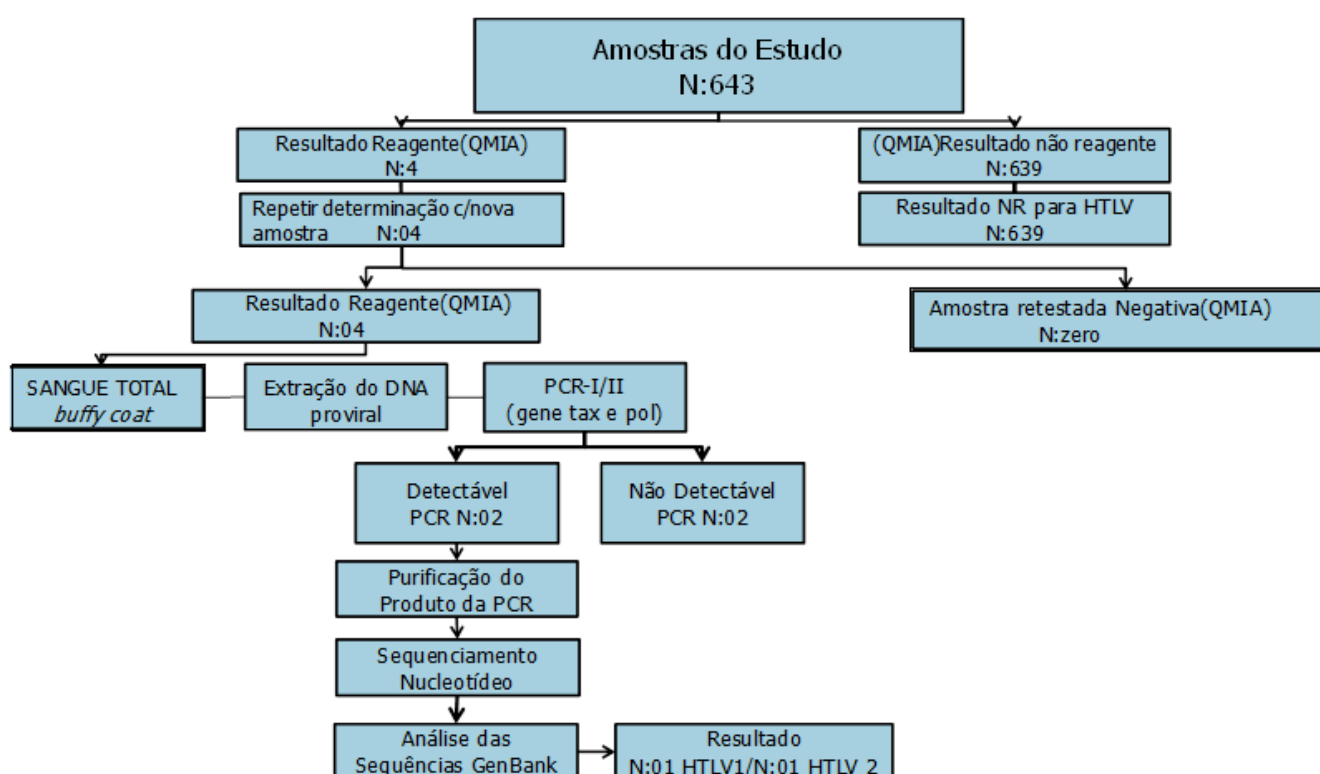 Amostras do Estudo
N:643
Resultado Reagente(QMIA)
N:4
(QMIA)Resultado não reagente
N:639
Repetir determinação c/nova
amostra N:04
Resultado NR para HTLV
N:639
Resultado Reagente(QMIA)
N:04
Amostra retestada Negativa(QMIA)
N:zero
SANGUE TOTAL
buffy coat
Extração do DNA
proviral
PCR-I/II
(gene tax e pol)
Detectável
PCR N:02
Não Detectável
PCR N:02
Purificação do
Produto da PCR
Sequenciamento
Nucleotídeo
Análise das
Sequências GenBank
Resultado
N:01 HTLV1/N:01 HTLV 2